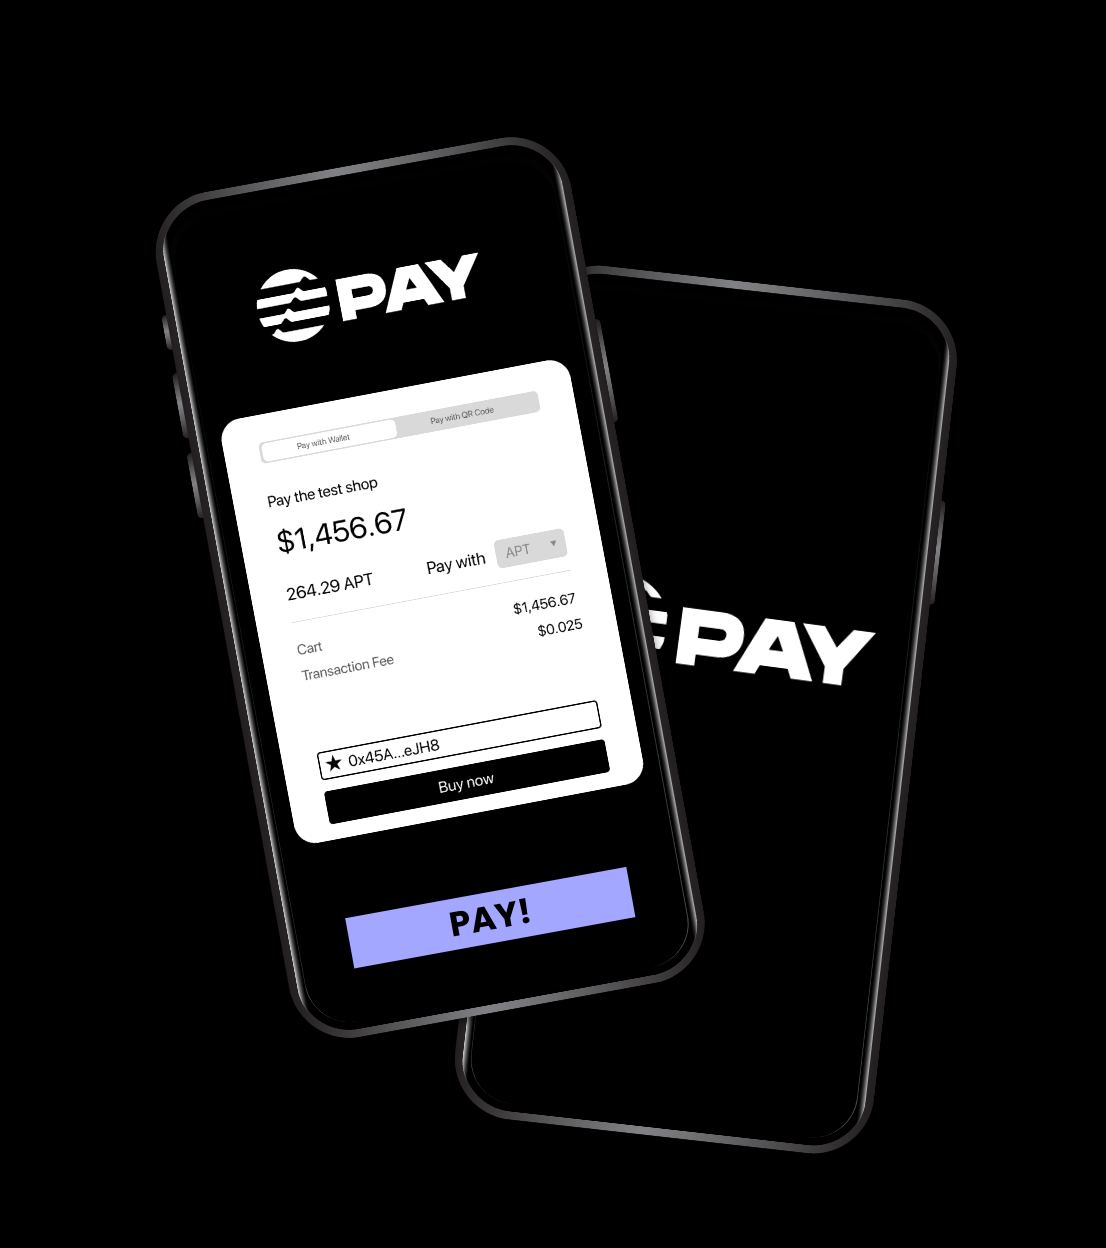 PAY
Pay with Wallet
Pay with QR Code
Pay the test shop
$1,456.67
264.29 APT
Pay with
APT
Cart
$1,456.67
Transaction Fee
$0.025
0x45A...eJH8
Buy now
PAY!
PAY